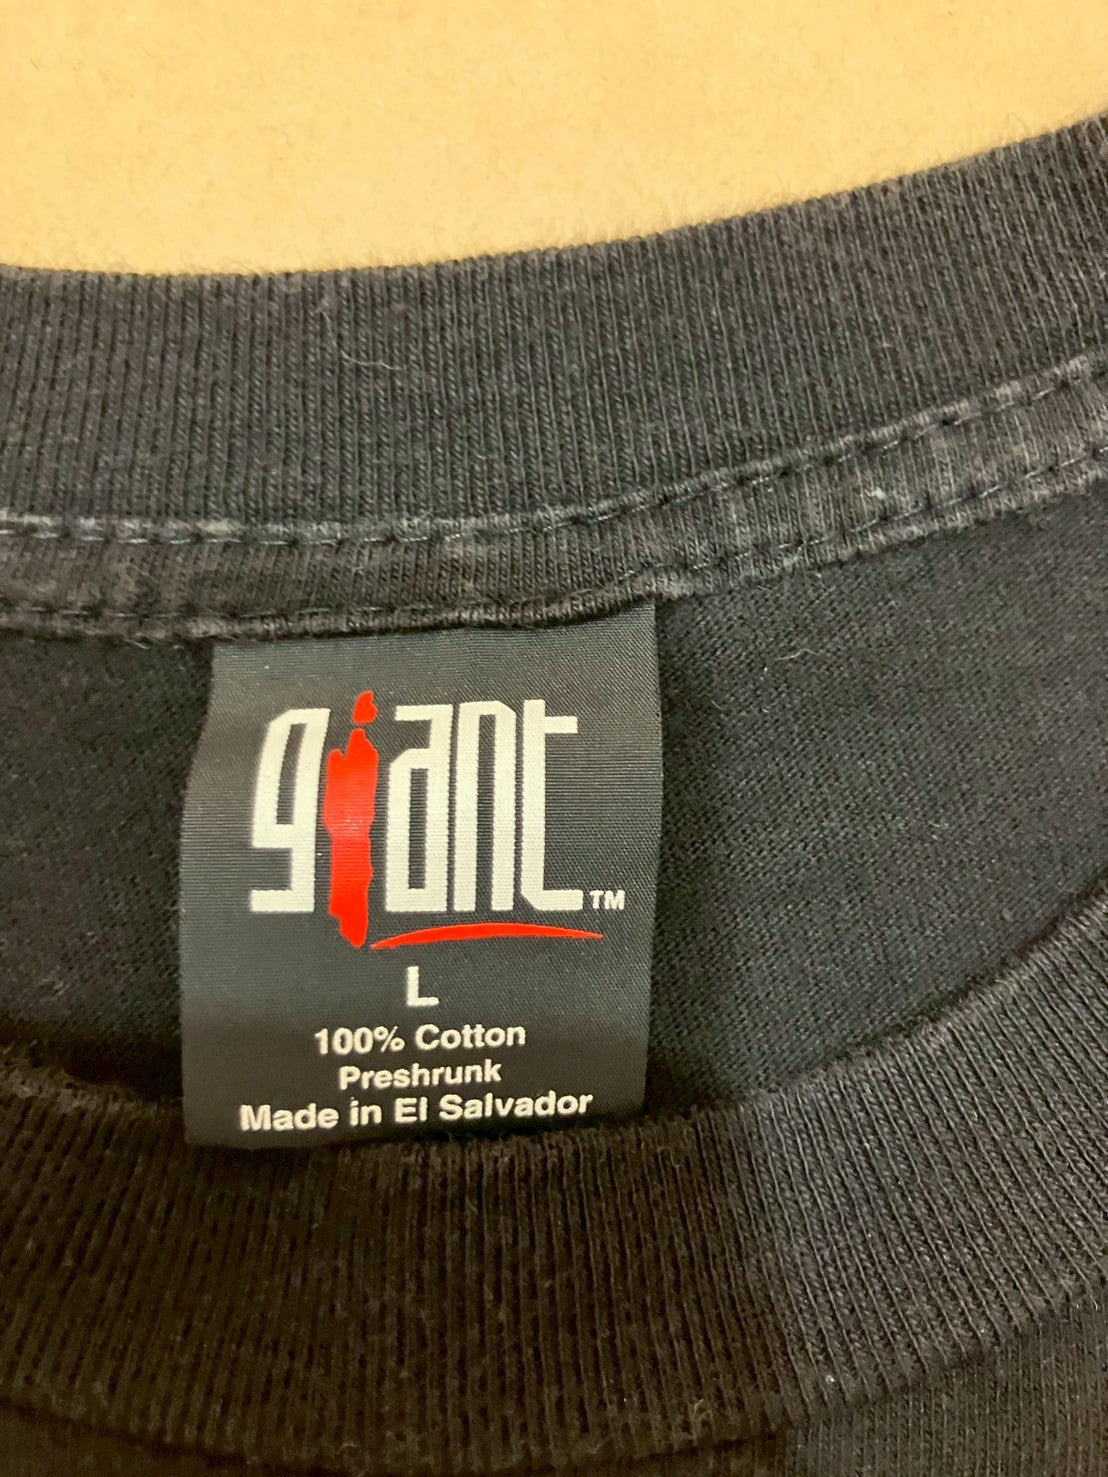 giant™
L
100% Cotton
Preshrunk
Made in El Salvador